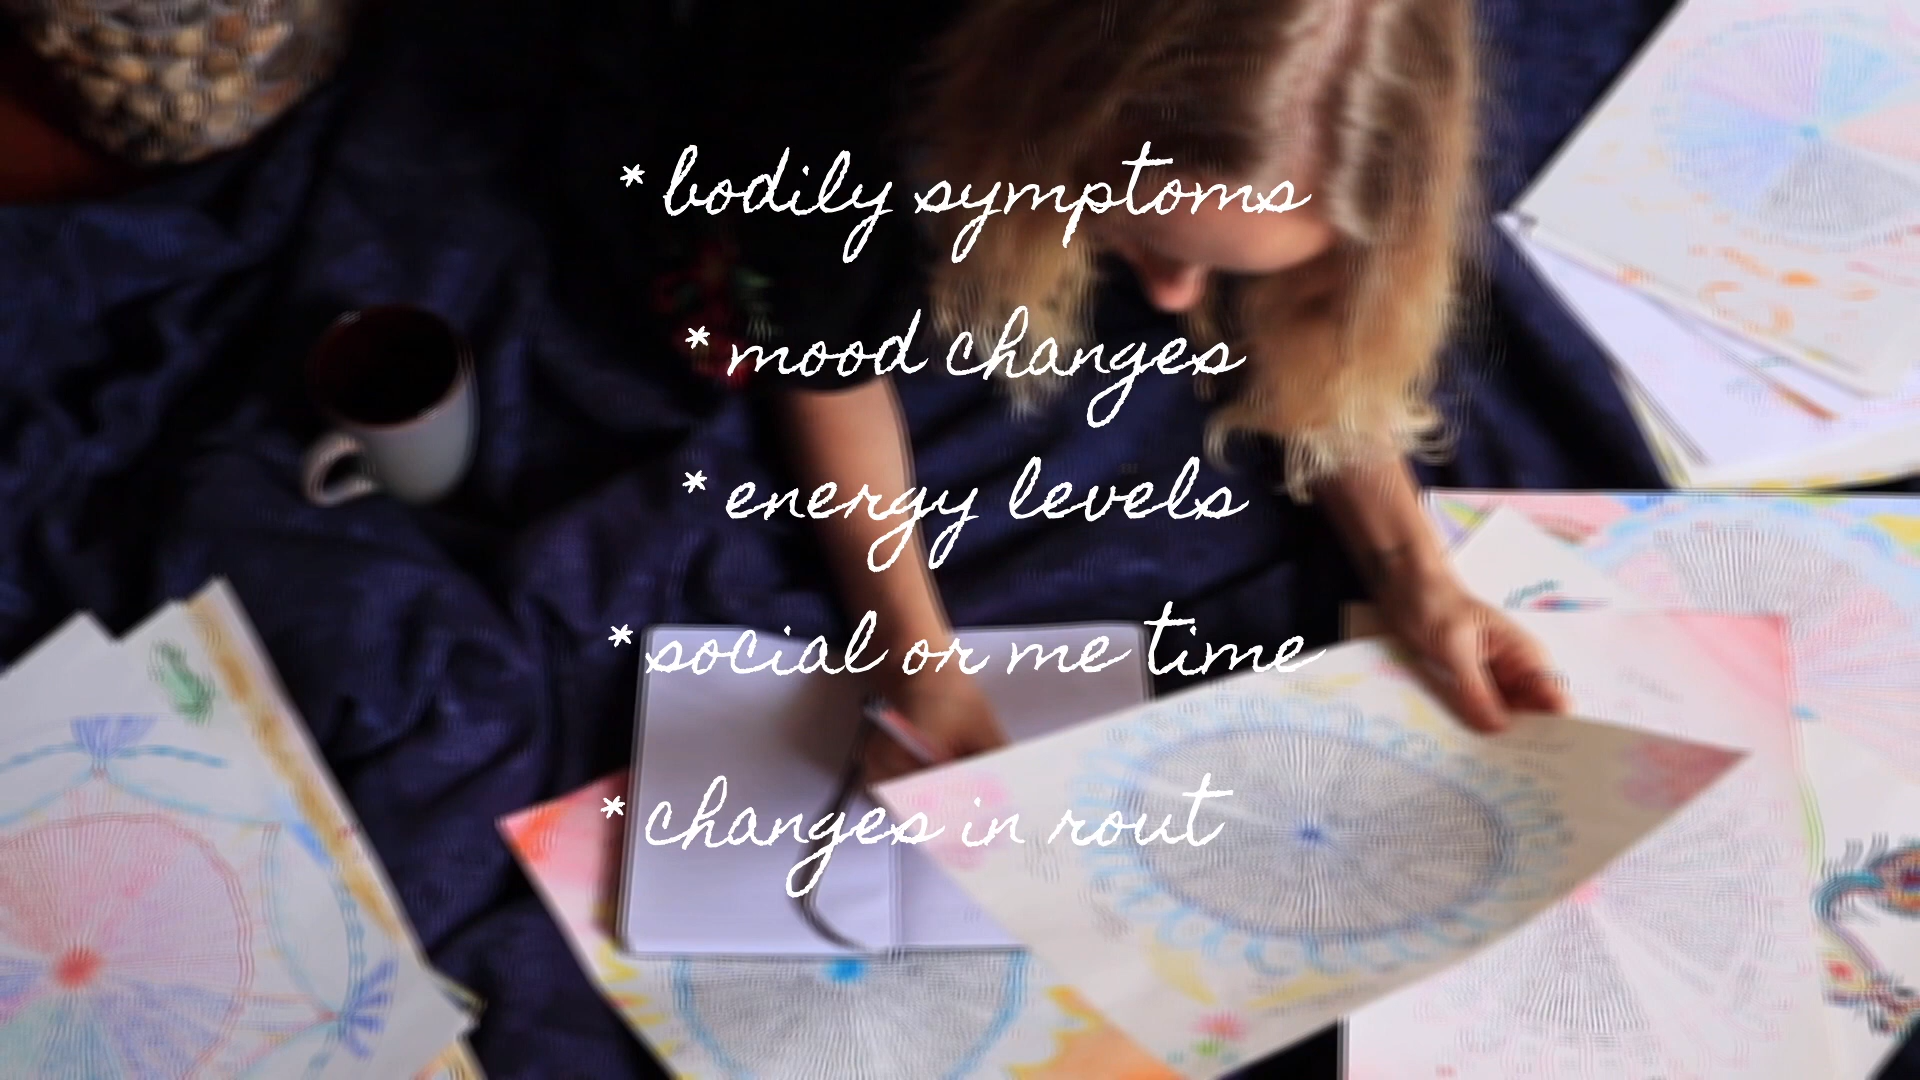 * bodily symptoms
* mood changes
* energy levels
* social or me time
* changes in rout